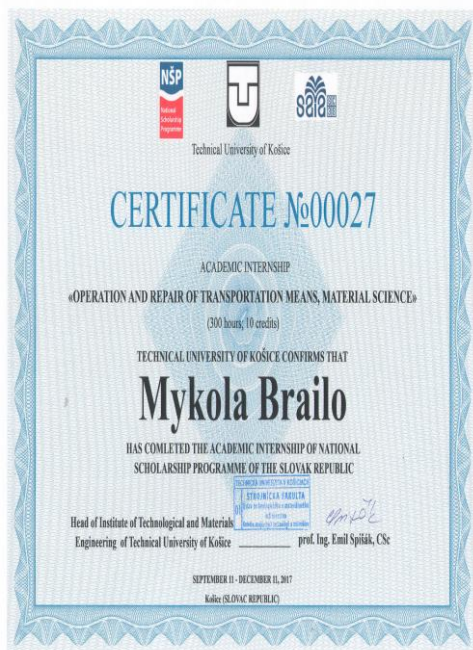 NŠP
National
Scholarship
Programme
saia
Technical University of Košice
CERTIFICATE №00027
ACADEMIC INTERNSHIP
«OPERATION AND REPAIR OF TRANSPORTATION MEANS, MATERIAL SCIENCE»
(300 hours, 10 credits)
TECHNICAL UNIVERSITY OF KOŠICE CONFIRMS THAT
Mykola Brailo
HAS COMLETED THE ACADEMIC INTERNSHIP OF NATIONAL
SCHOLARSHIP PROGRAMME OF THE SLOVAK REPUBLIC
TECHNICKÁ UNIVERZITA V KOŠICIACH
STROJNÍCKA FAKULTA
Head of Institute of Technological and Materials
Engineering of Technical University of Košice ____________ prof. Ing. Emil Spišák, CSc
SEPTEMBER 11 - DECEMBER 11, 2017
Košice (SLOVAC REPUBLIC)